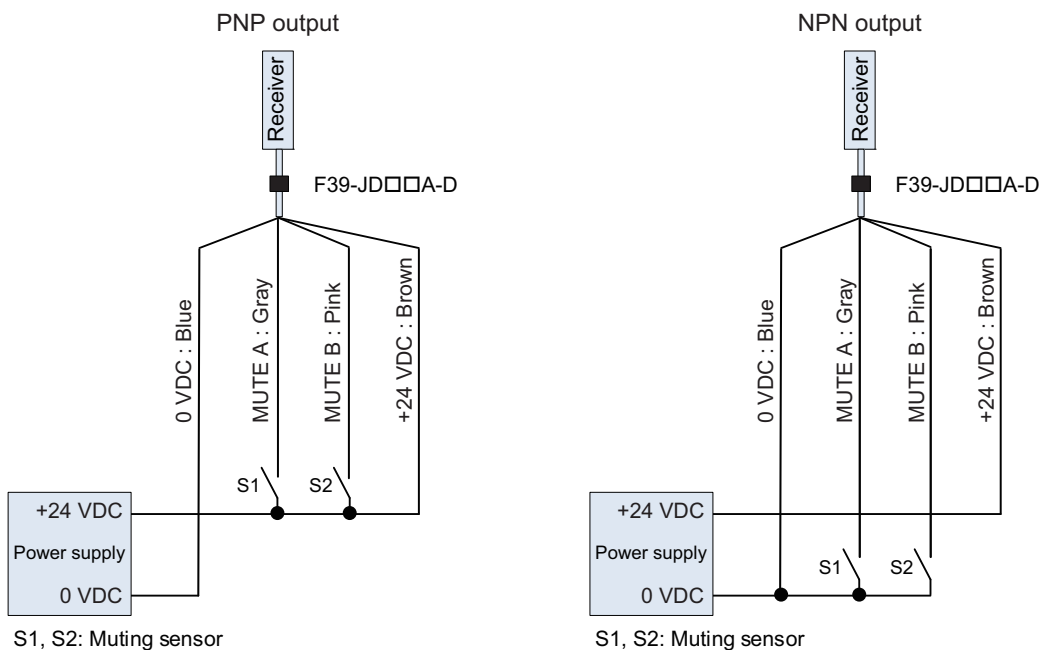 PNP output
Receiver
F39-JD□□A-D
0 VDC : Blue
MUTE A : Gray
MUTE B : Pink
+24 VDC : Brown
S1
S2
+24 VDC
Power supply
0 VDC
S1, S2: Muting sensor
NPN output
Receiver
F39-JD□□A-D
0 VDC : Blue
MUTE A : Gray
MUTE B : Pink
+24 VDC : Brown
+24 VDC
Power supply
S1
S2
0 VDC
S1, S2: Muting sensor